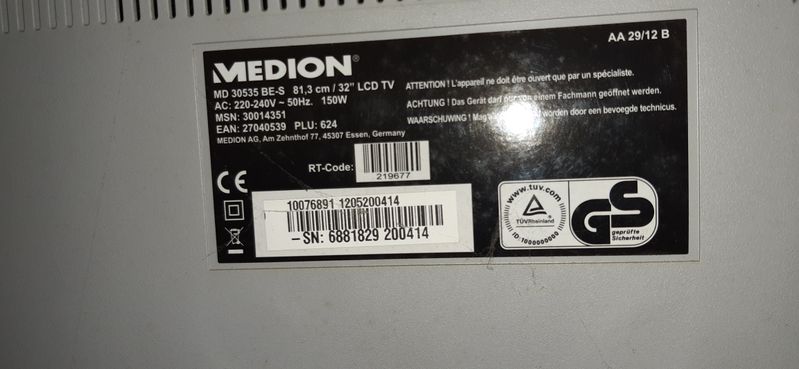 AA 29/12 B
MEDION®
MD 30535 BE-S 81,3 cm / 32" LCD TV
AC: 220-240V ~ 50Hz. 150W
MSN: 30014351
EAN: 27040539 PLU: 624
MEDION AG, Am Zehnthof 77, 45307 Essen, Germany
ATTENTION ! L'appareil ne doit être ouvert que par un spécialiste.
ACHTUNG ! Das Gerät darf nur von einem Fachmann geöffnet werden.
WAARSCHUWING ! Mag worden door een bevoegde technicus.
RT-Code:
219677
CE
10076891 1205200414
-SN: 6881829 200414
www.tuv.com
TÜVRheinland
ID:1000000000
GS
geprüfte
Sicherheit